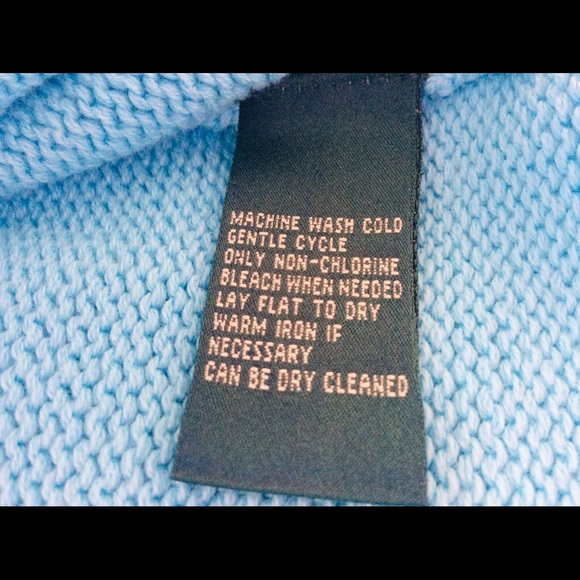 MACHINE WASH COLD
GENTLE CYCLE
ONLY NON-CHLORINE
BLEACH WHEN NEEDED
LAY FLAT TO DRY
WARM IRON IF
NECESSARY
CAN BE DRY CLEANED